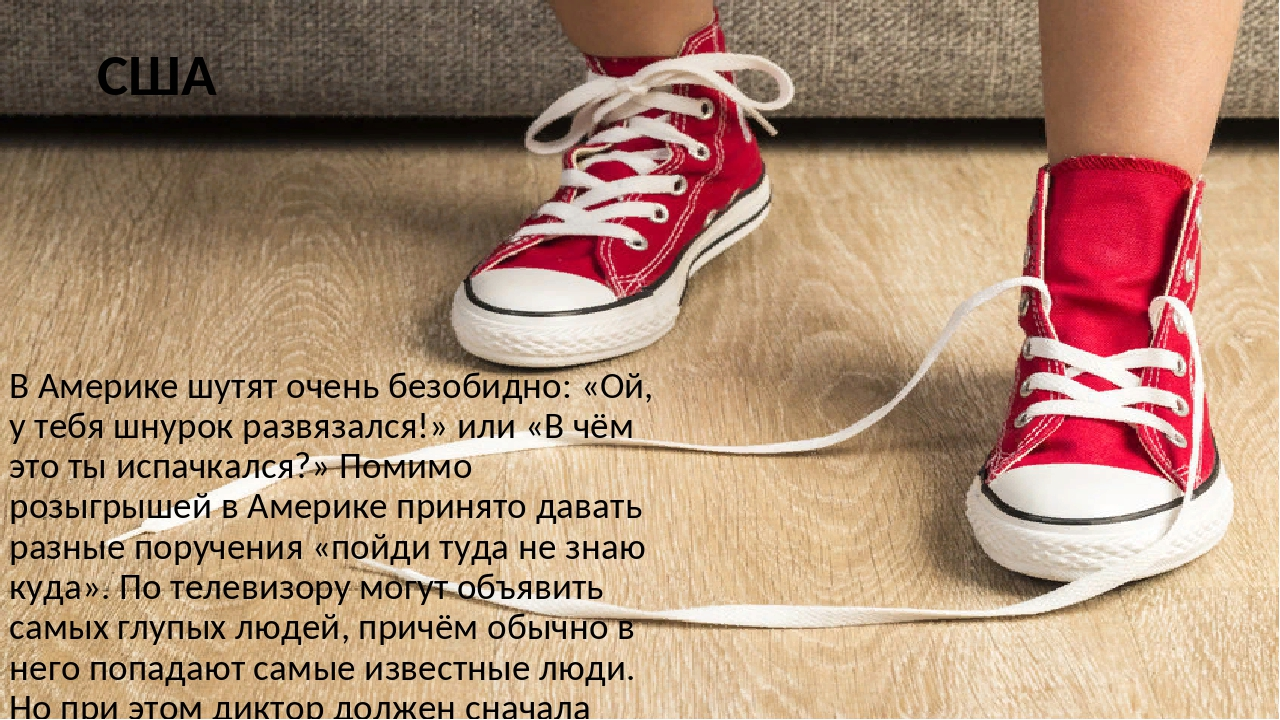 США
В Америке шутят очень безобидно: «Ой,
у тебя шнурок развязался!» или «В чём
это ты испачкался?» Помимо
розыгрышей в Америке принято давать
разные поручения «пойди туда не знаю
куда». По телевизору могут объявить
самых глупых людей, причём обычно в
него попадают самые известные люди.
Но при этом диктор должен сначала